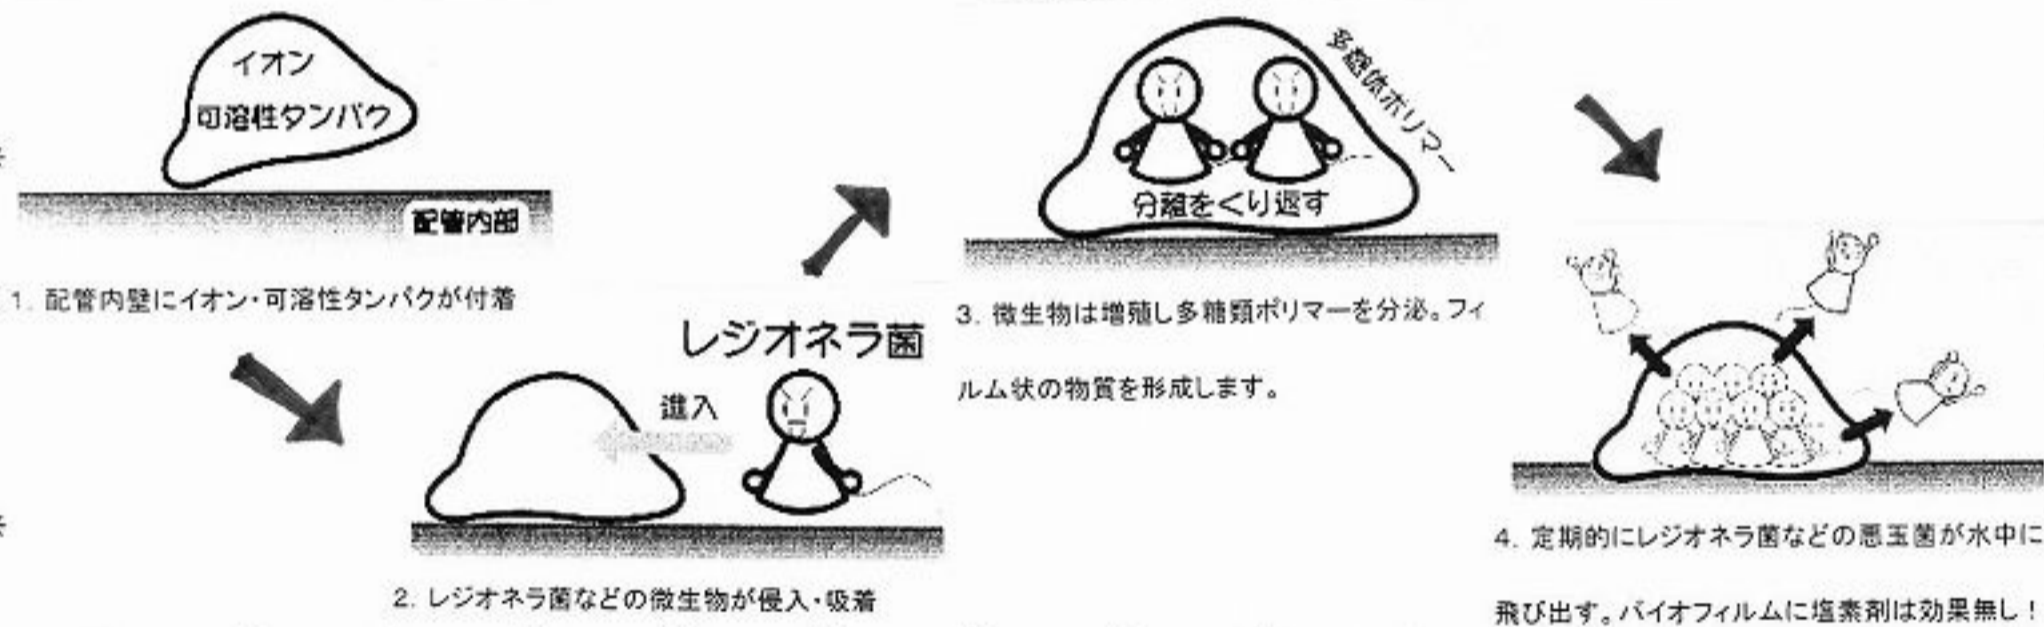 イオン
可溶性タンパク
配管内部
1. 配管内壁にイオン・可溶性タンパクが付着
レジオネラ菌
進入
2. レジオネラ菌などの微生物が侵入・吸着
多糖体ポリマー
分離をくり返す
3. 微生物は増殖し多糖類ポリマーを分泌。フィ
ルム状の物質を形成します。
4. 定期的にレジオネラ菌などの悪玉菌が水中に
飛び出す。バイオフィルムに塩素剤は効果無し！